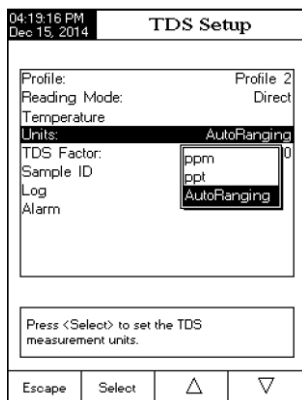 04:19:16 PM
Dec 15, 2014
TDS Setup
Profile: Profile 2
Reading Mode: Direct
Temperature
Units: AutoRanging
TDS Factor: 0
Sample ID
Log
Alarm
ppm
ppt
AutoRanging
Press <Select> to set the TDS
measurement units.
Escape Select △ ▽